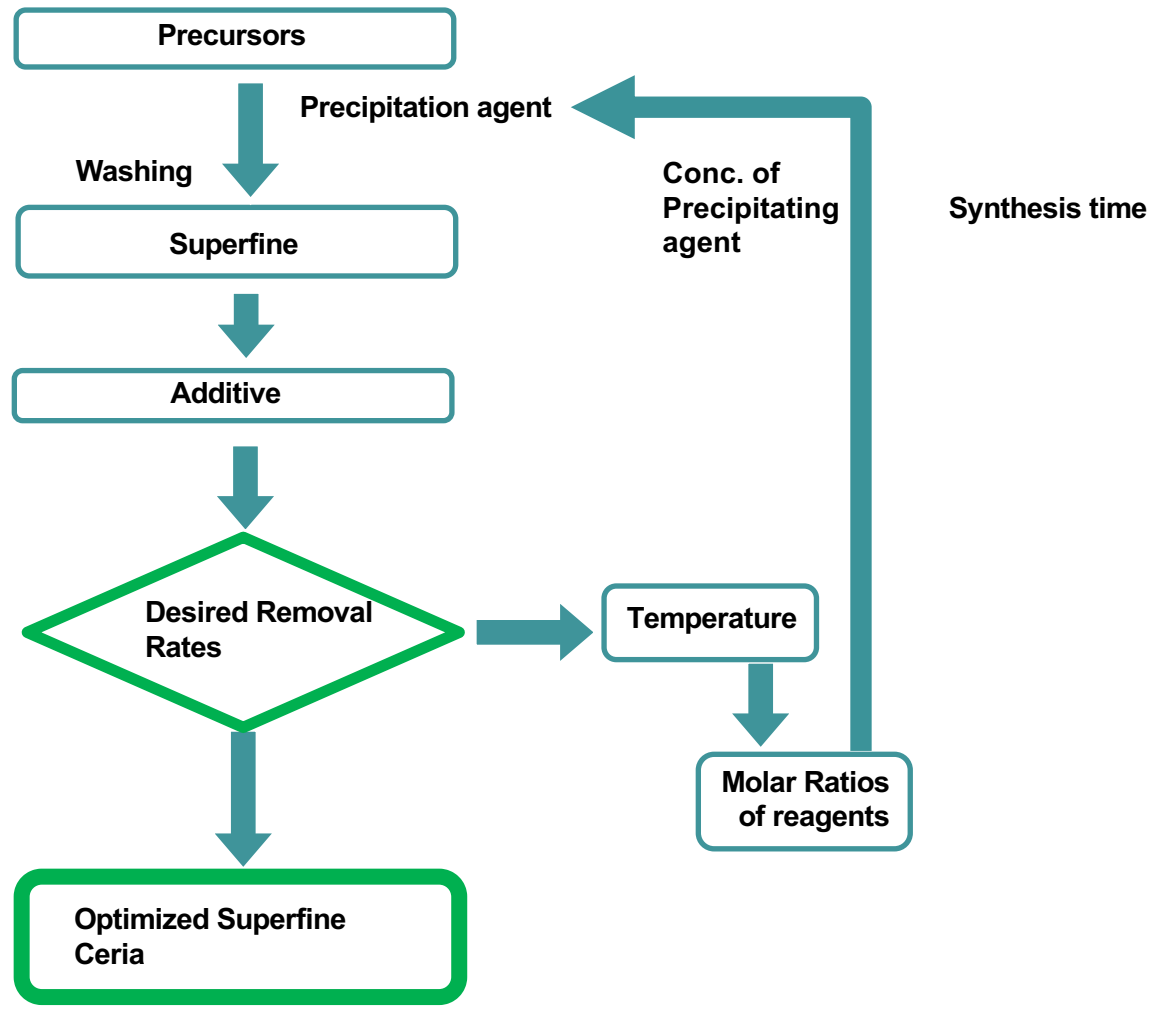 Precursors
Precipitation agent
Washing
Conc. of
Precipitating
agent
Synthesis time
Superfine
Additive
Desired Removal
Rates
Temperature
Molar Ratios
of reagents
Optimized Superfine
Ceria